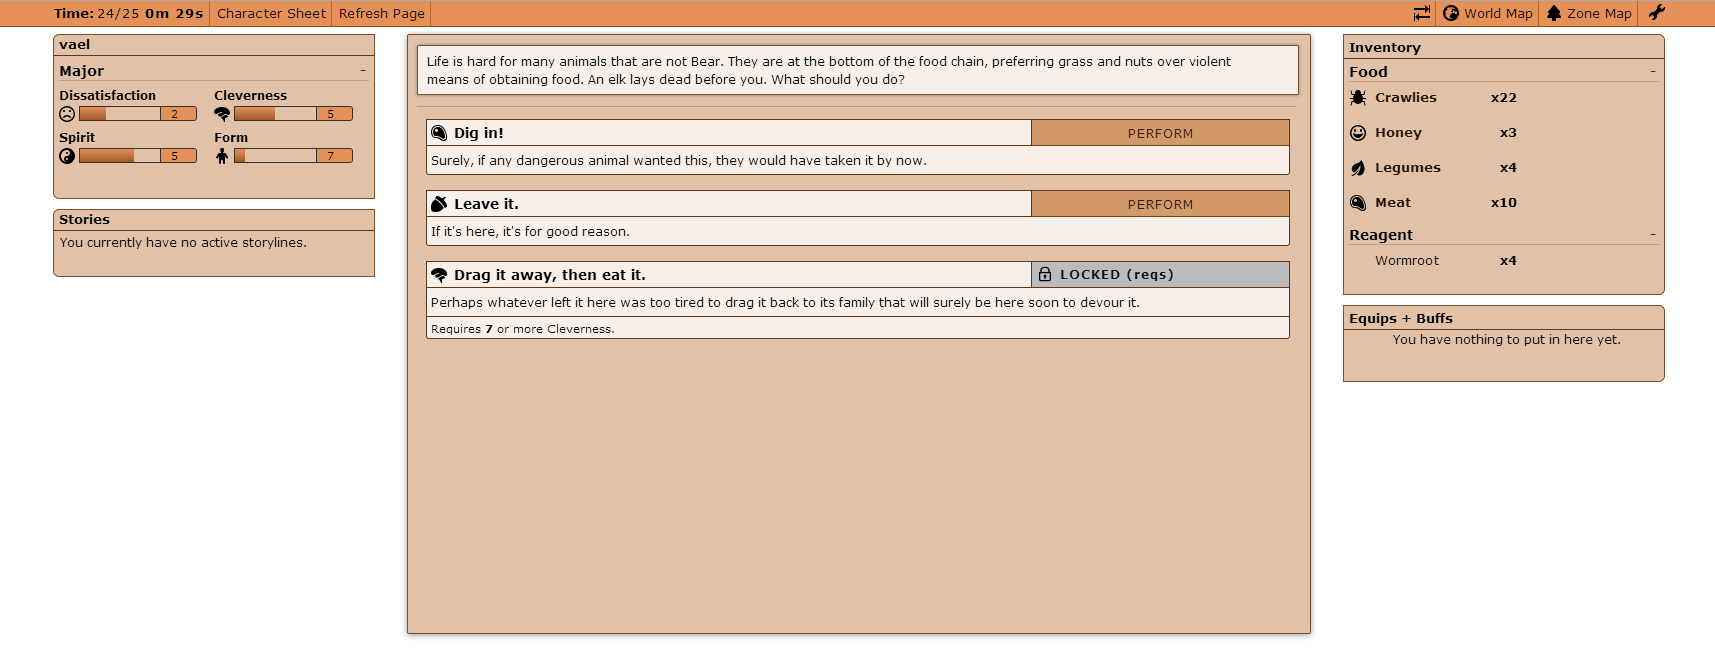 Time: 24/25 0m 29s Character Sheet Refresh Page World Map Zone Map
vael
Major -
Dissatisfaction Cleverness
2 5
Spirit Form
5 7
Stories
You currently have no active storylines.
Life is hard for many animals that are not Bear. They are at the bottom of the food chain, preferring grass and nuts over violent
means of obtaining food. An elk lays dead before you. What should you do?
Dig in! PERFORM
Surely, if any dangerous animal wanted this, they would have taken it by now.
Leave it. PERFORM
If it's here, it's for good reason.
Drag it away, then eat it. LOCKED (reqs)
Perhaps whatever left it here was too tired to drag it back to its family that will surely be here soon to devour it.
Requires 7 or more Cleverness.
Inventory
Food -
Crawlies x22
Honey x3
Legumes x4
Meat x10
Reagent -
Wormroot x4
Equips + Buffs
You have nothing to put in here yet.